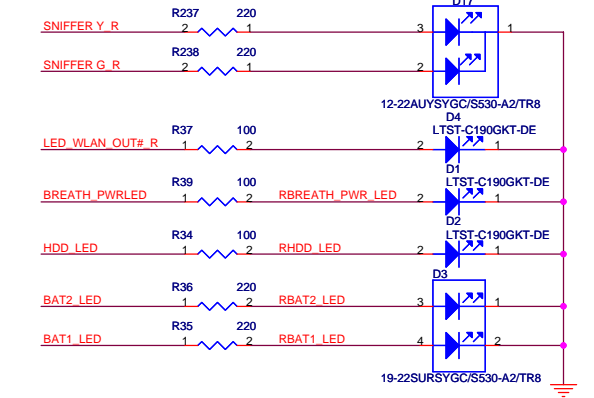 D17
R237 220
SNIFFER Y_R 2 1 3 1
R238 220
SNIFFER G_R 2 1 2
12-22AUYSYGC/S530-A2/TR8
D4
R37 100 LTST-C190GKT-DE
LED_WLAN_OUT#_R 1 2 2 1
D1
R39 100 LTST-C190GKT-DE
BREATH_PWRLED 1 2 RBREATH_PWR_LED 2 1
D2
R34 100 LTST-C190GKT-DE
HDD_LED 1 2 RHDD_LED 2 1
D3
R36 220
BAT2_LED 1 2 RBAT2_LED 3 1
R35 220
BAT1_LED 1 2 RBAT1_LED 4 2
19-22SURSYGC/S530-A2/TR8